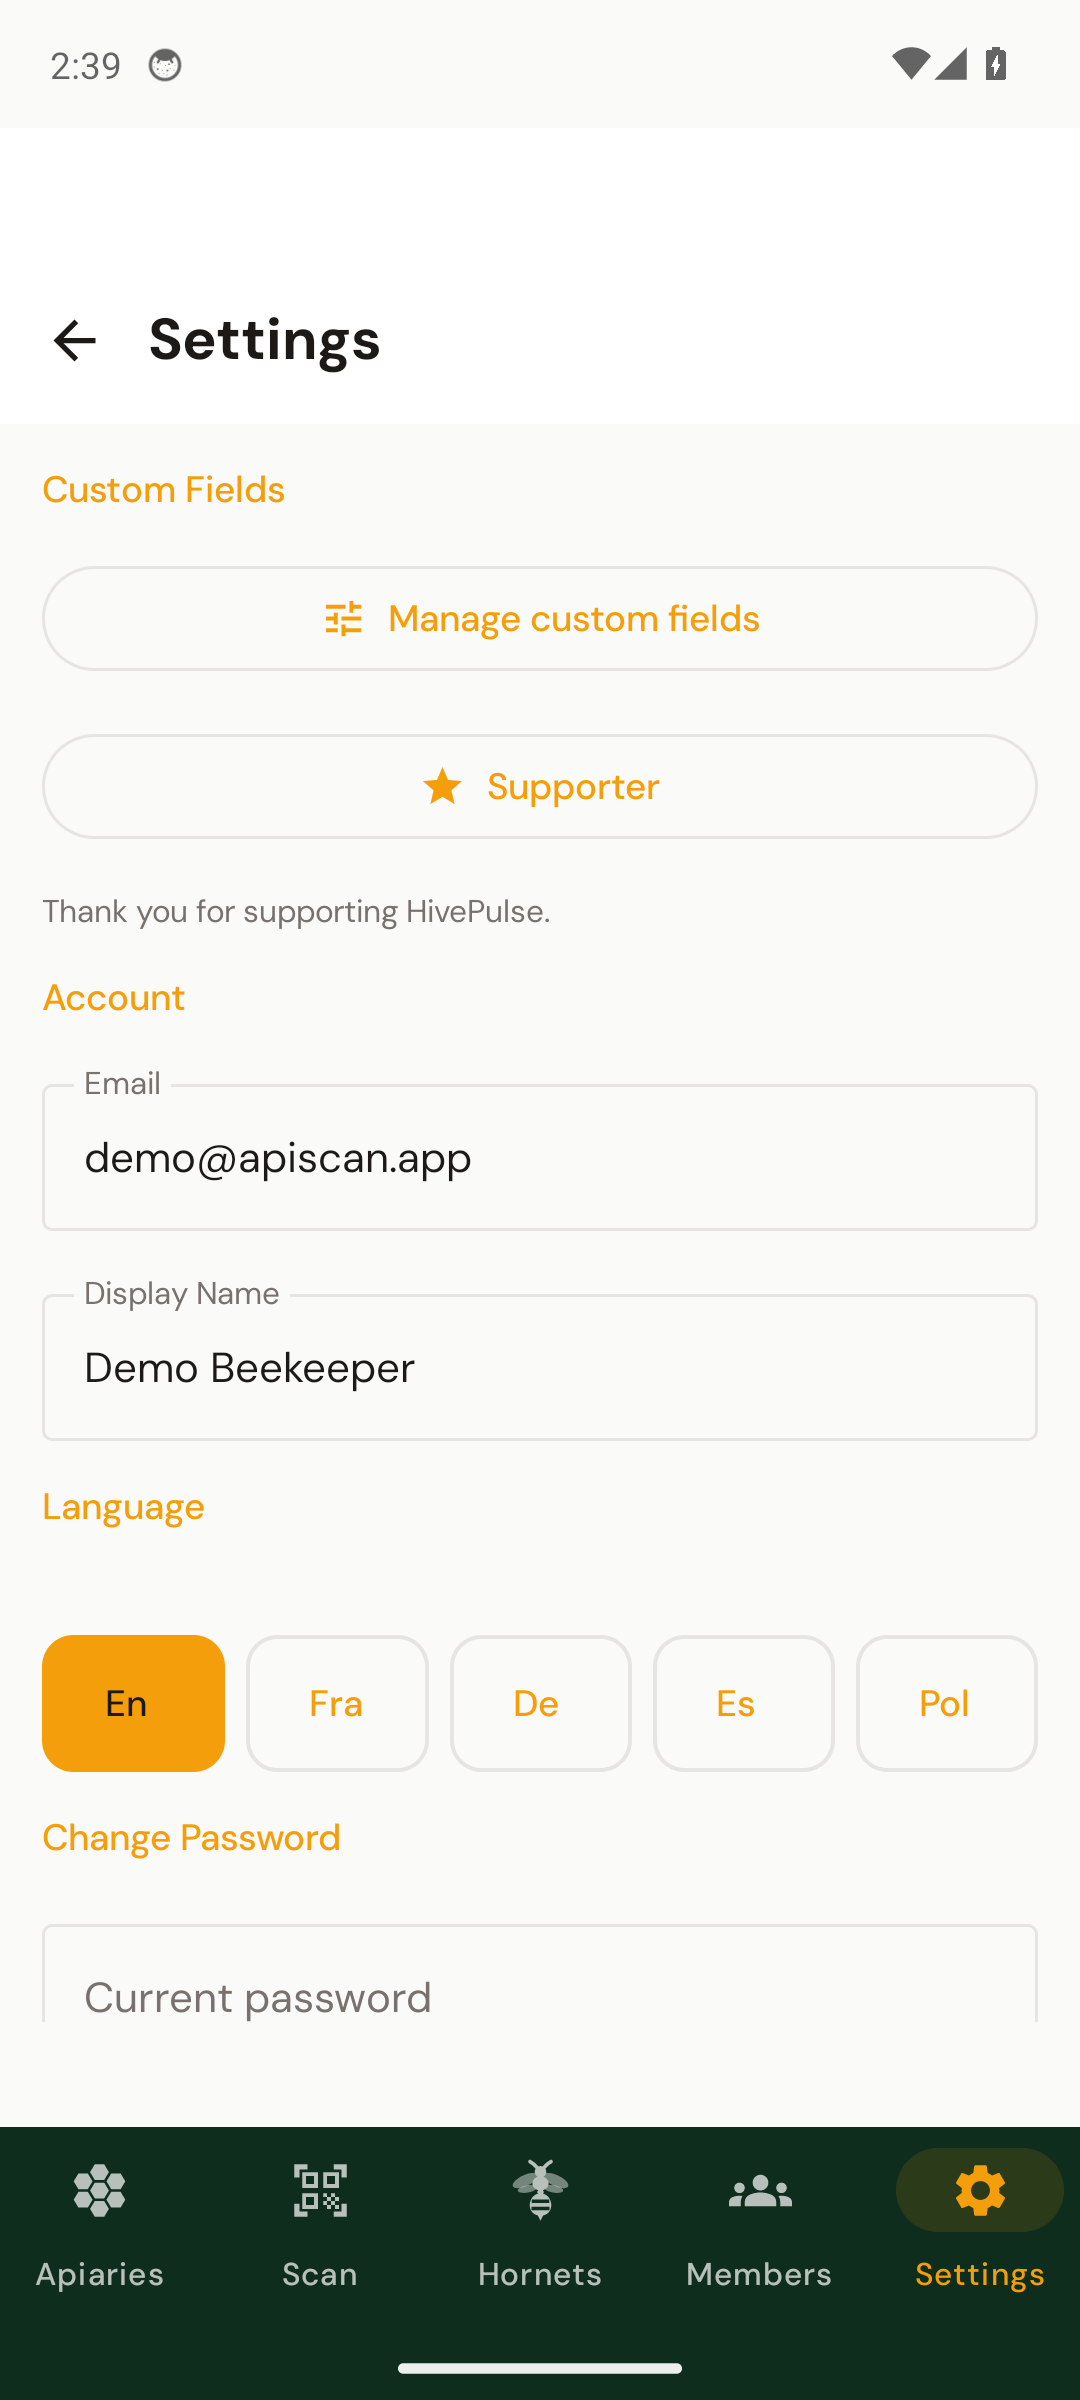 2:39
Settings
Custom Fields
Manage custom fields
Supporter
Thank you for supporting HivePulse.
Account
Email
demo@apiscan.app
Display Name
Demo Beekeeper
Language
En Fra De Es Pol
Change Password
Current password
Apiaries Scan Hornets Members Settings